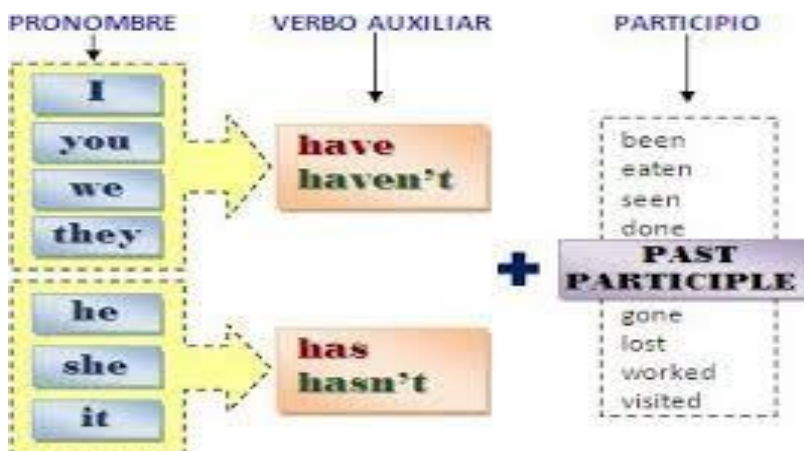 PRONOMBRE
VERBO AUXILIAR
PARTICIPIO
I
you
we
they
have
haven't
he
she
it
has
hasn't
+
been
eaten
seen
done
PAST
PARTICIPLE
gone
lost
worked
visited